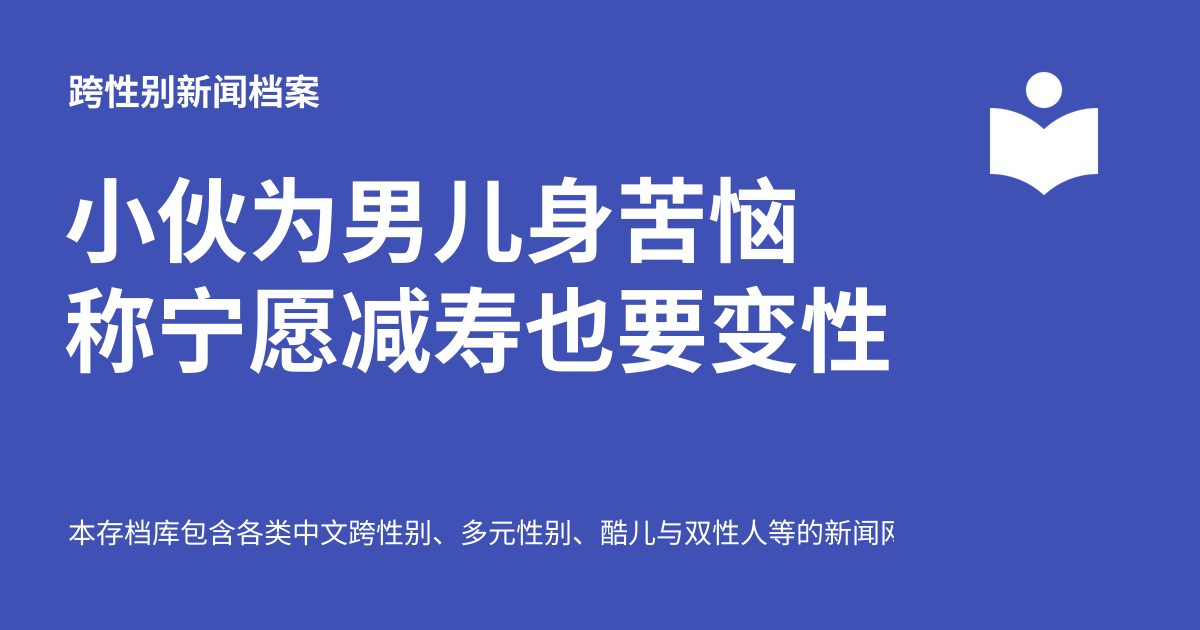 跨性别新闻档案
小伙为男儿身苦恼
称宁愿减寿也要变性
本存档库包含各类中文跨性别、多元性别、酷儿与双性人等的新闻网